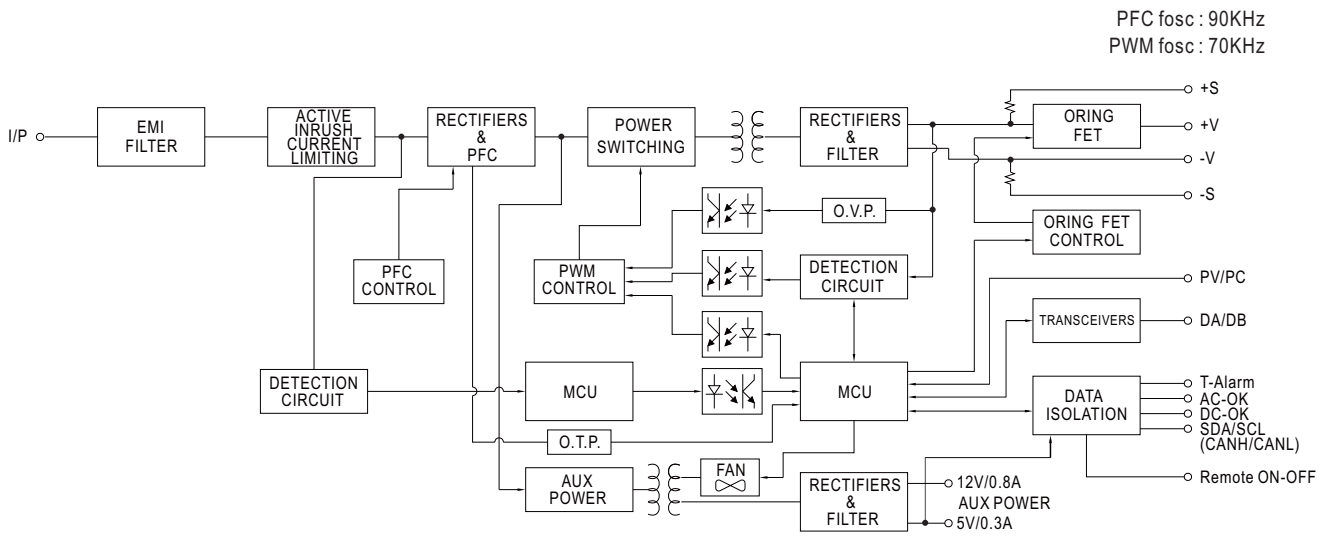 PFC fosc : 90KHz
PWM fosc : 70KHz
I/P
EMI
FILTER
ACTIVE
INRUSH
CURRENT
LIMITING
RECTIFIERS
&
PFC
POWER
SWITCHING
RECTIFIERS
&
FILTER
ORING
FET
+S
+V
-V
-S
O.V.P.
ORING FET
CONTROL
PFC
CONTROL
PWM
CONTROL
DETECTION
CIRCUIT
PV/PC
TRANSCEIVERS
DA/DB
DETECTION
CIRCUIT
MCU
MCU
DATA
ISOLATION
T-Alarm
AC-OK
DC-OK
SDA/SCL
(CANH/CANL)
O.T.P.
Remote ON-OFF
AUX
POWER
FAN
RECTIFIERS
&
FILTER
12V/0.8A
AUX POWER
5V/0.3A